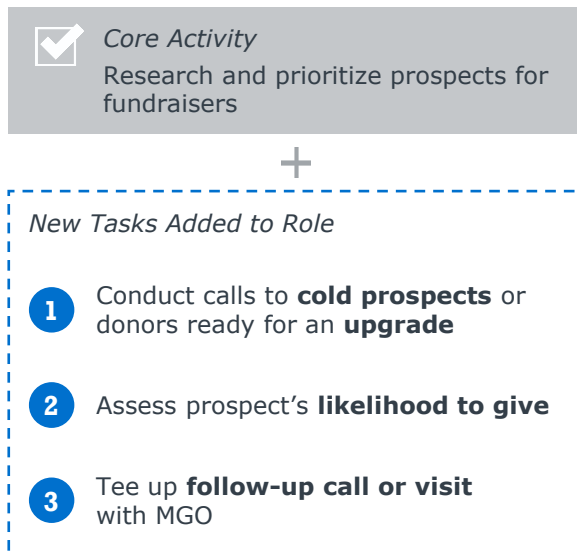 Core Activity
Research and prioritize prospects for
fundraisers
+
New Tasks Added to Role
1
Conduct calls to cold prospects or
donors ready for an upgrade
2
Assess prospect’s likelihood to give
3
Tee up follow-up call or visit
with MGO